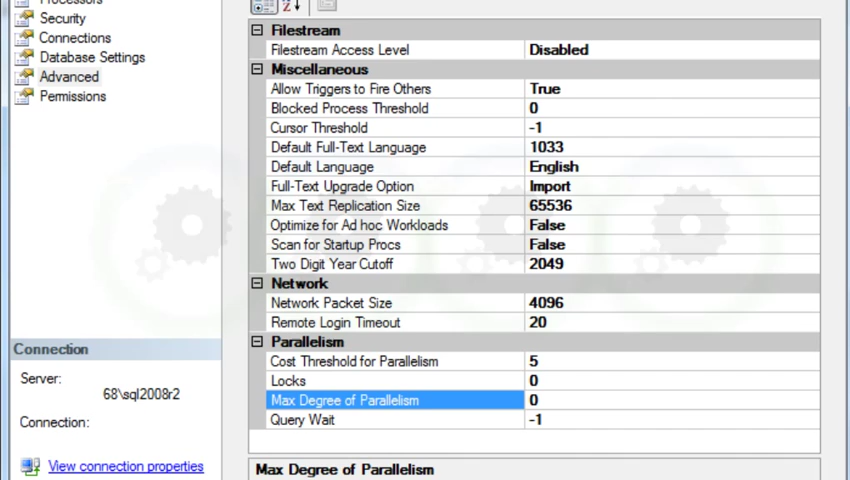 Processors
Security
Connections
Database Settings
Advanced
Permissions
Filestream
Filestream Access Level Disabled
Miscellaneous
Allow Triggers to Fire Others True
Blocked Process Threshold 0
Cursor Threshold -1
Default Full-Text Language 1033
Default Language English
Full-Text Upgrade Option Import
Max Text Replication Size 65536
Optimize for Ad hoc Workloads False
Scan for Startup Procs False
Two Digit Year Cutoff 2049
Network
Network Packet Size 4096
Remote Login Timeout 20
Parallelism
Cost Threshold for Parallelism 5
Locks 0
Max Degree of Parallelism 0
Query Wait -1
Connection
Server:
68\sql2008r2
Connection:
View connection properties
Max Degree of Parallelism